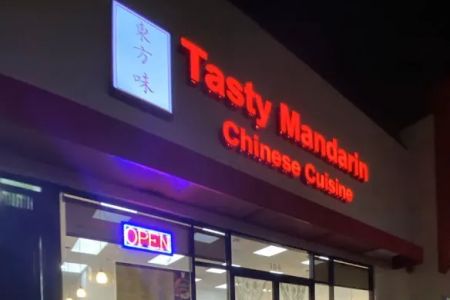 東方味
Tasty Mandarin
Chinese Cuisine
OPEN